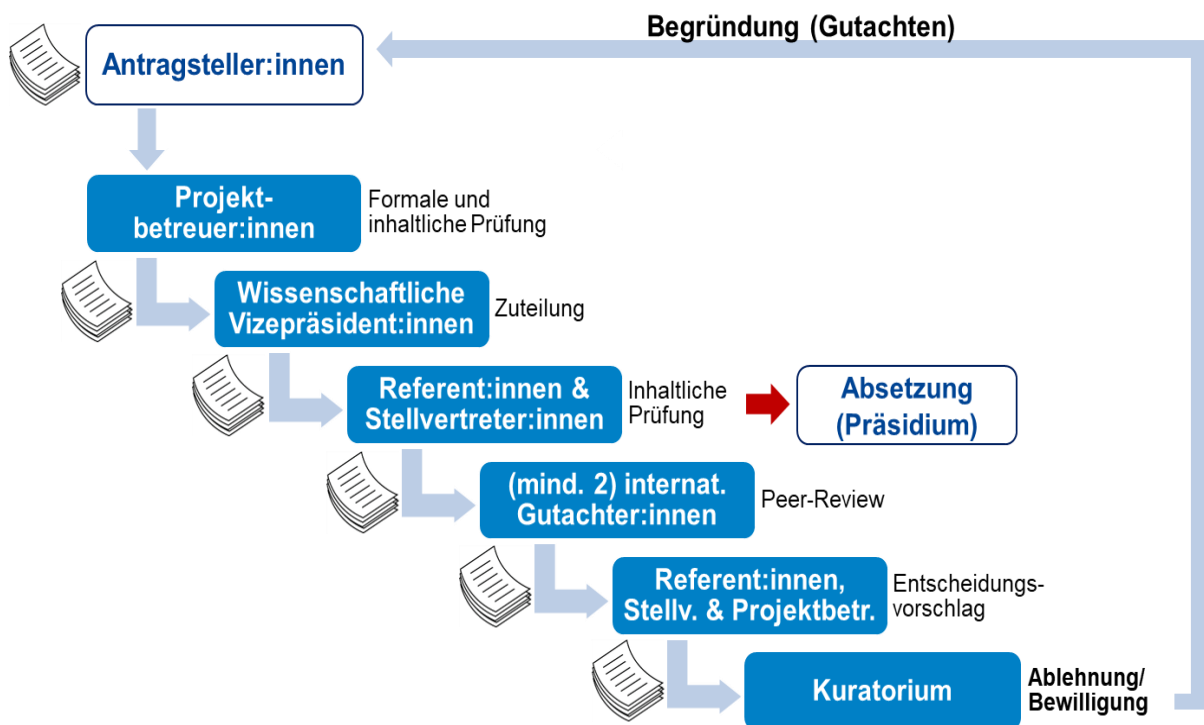 Begründung (Gutachten)
Antragsteller:innen
Projekt-
betreuer:innen
Formale und
inhaltliche Prüfung
Wissenschaftliche
Vizepräsident:innen
Zuteilung
Referent:innen &
Stellvertreter:innen
Inhaltliche
Prüfung
Absetzung
(Präsidium)
(mind. 2) internat.
Gutachter:innen
Peer-Review
Referent:innen,
Stellv. & Projektbetr.
Entscheidungs-
vorschlag
Kuratorium
Ablehnung/
Bewilligung